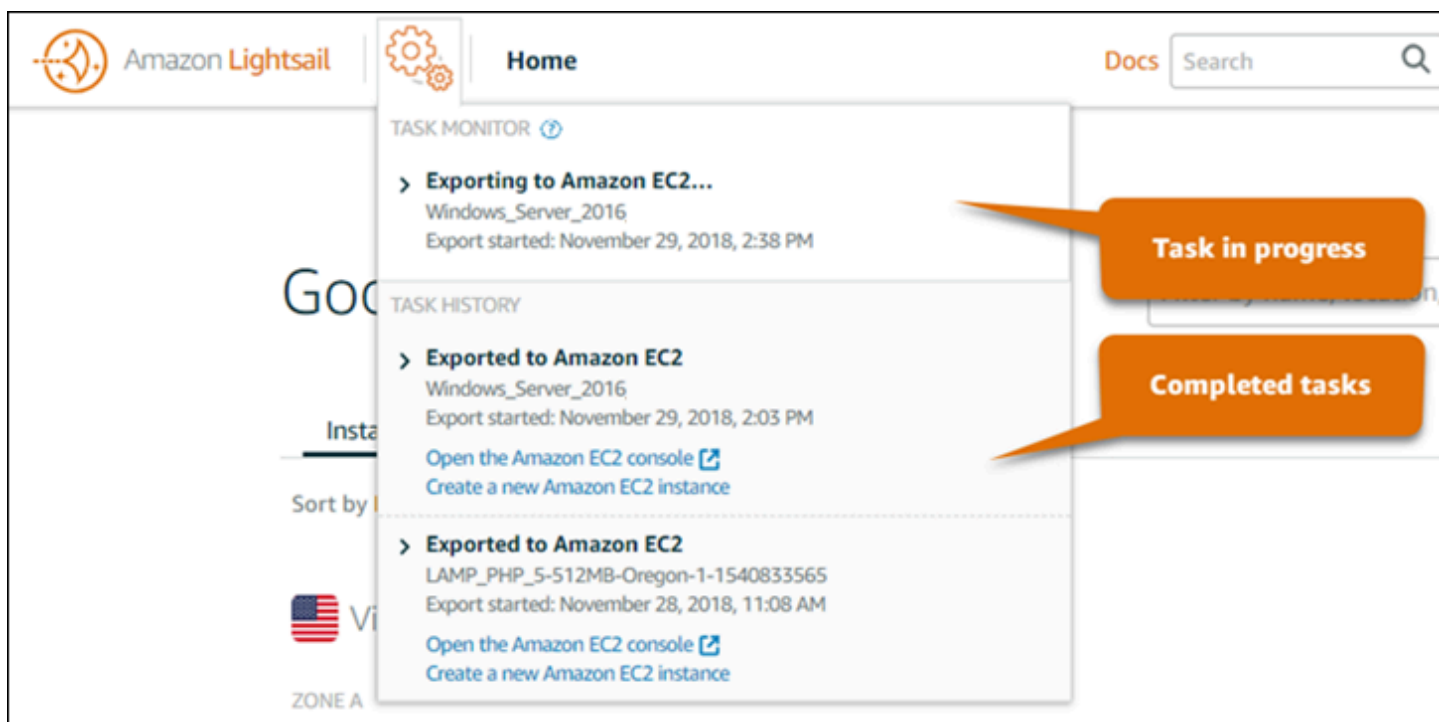 Amazon Lightsail Home Docs Search
TASK MONITOR
Exporting to Amazon EC2...
Windows_Server_2016
Export started: November 29, 2018, 2:38 PM
Task in progress
TASK HISTORY
Exported to Amazon EC2
Windows_Server_2016
Export started: November 29, 2018, 2:03 PM
Completed tasks
Open the Amazon EC2 console
Create a new Amazon EC2 instance
Sort by
Exported to Amazon EC2
LAMP_PHP_5-512MB-Oregon-1-1540833565
Export started: November 28, 2018, 11:08 AM
Open the Amazon EC2 console
Create a new Amazon EC2 instance
ZONE A